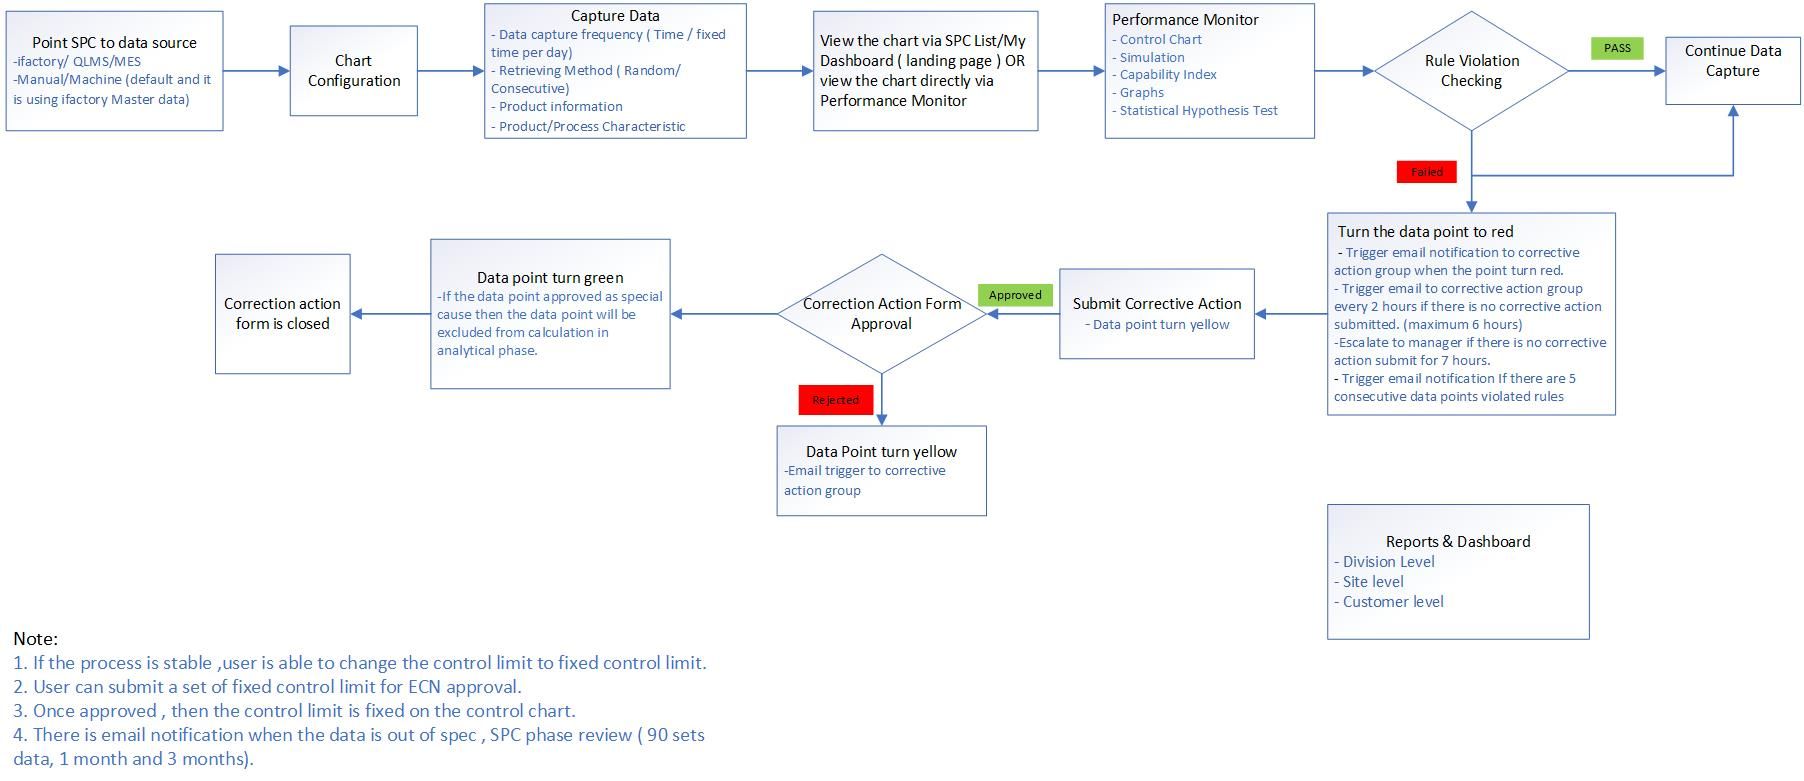 Point SPC to data source
-ifactory/ QLMS/MES
-Manual/Machine (default and it
is using ifactory Master data)
Chart
Configuration
Capture Data
- Data capture frequency ( Time / fixed
time per day)
- Retrieving Method ( Random/
Consecutive)
- Product information
- Product/Process Characteristic
View the chart via SPC List/My
Dashboard ( landing page ) OR
view the chart directly via
Performance Monitor
Performance Monitor
- Control Chart
- Simulation
- Capability Index
- Graphs
- Statistical Hypothesis Test
Rule Violation
Checking
PASS
Continue Data
Capture
Failed
Turn the data point to red
- Trigger email notification to corrective
action group when the point turn red.
- Trigger email to corrective action group
every 2 hours if there is no corrective action
submitted. (maximum 6 hours)
-Escalate to manager if there is no corrective
action submit for 7 hours.
- Trigger email notification If there are 5
consecutive data points violated rules
Submit Corrective Action
- Data point turn yellow
Approved
Correction Action Form
Approval
Data point turn green
-If the data point approved as special
cause then the data point will be
excluded from calculation in
analytical phase.
Correction action
form is closed
Rejected
Data Point turn yellow
-Email trigger to corrective
action group
Reports & Dashboard
- Division Level
- Site level
- Customer level
Note:
1. If the process is stable ,user is able to change the control limit to fixed control limit.
2. User can submit a set of fixed control limit for ECN approval.
3. Once approved , then the control limit is fixed on the control chart.
4. There is email notification when the data is out of spec , SPC phase review ( 90 sets
data, 1 month and 3 months).